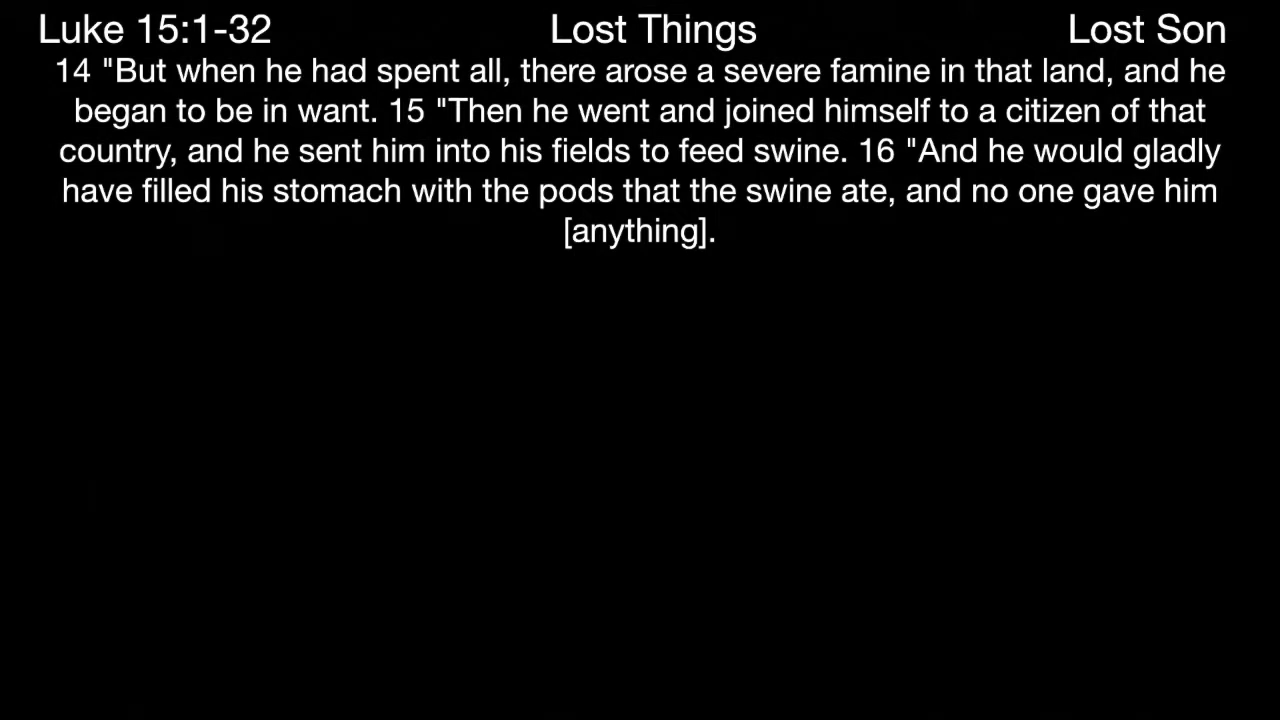 Luke 15:1-32 Lost Things Lost Son
14 "But when he had spent all, there arose a severe famine in that land, and he
began to be in want. 15 "Then he went and joined himself to a citizen of that
country, and he sent him into his fields to feed swine. 16 "And he would gladly
have filled his stomach with the pods that the swine ate, and no one gave him
[anything].